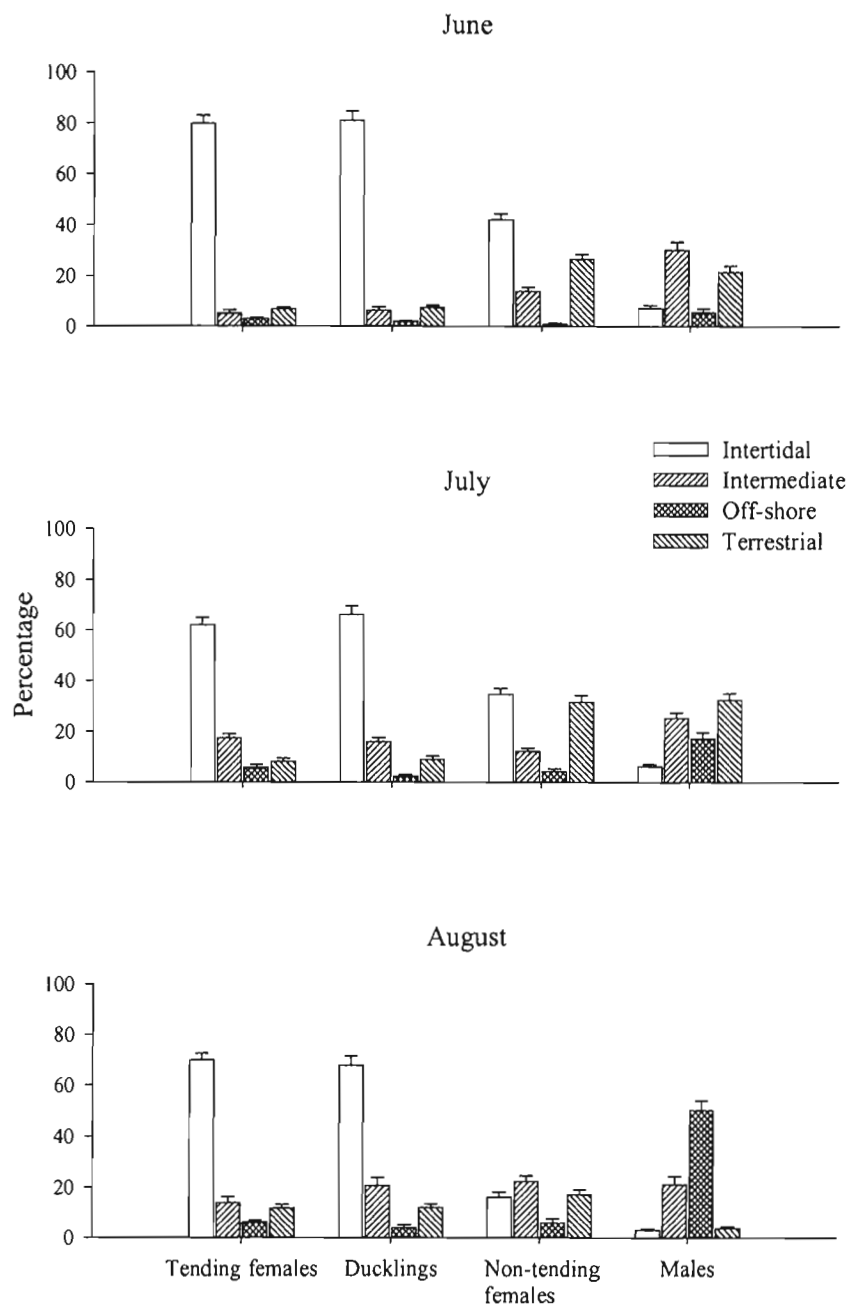 June
100
80
60
40
20
0
Intertidal
Intermediate
Off-shore
Terrestrial
July
100
80
60
40
20
0
Percentage
August
100
80
60
40
20
0
Tending females
Ducklings
Non-tending
females
Males